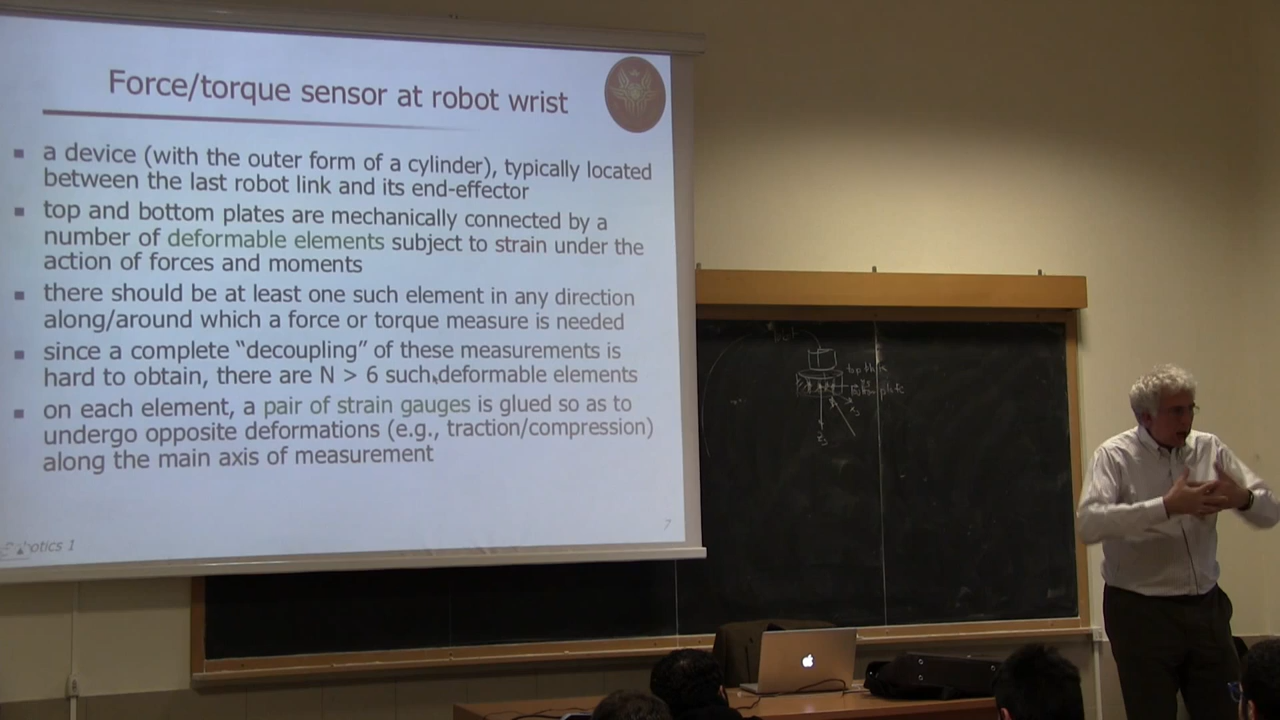 Force/torque sensor at robot wrist
a device (with the outer form of a cylinder), typically located
between the last robot link and its end-effector
top and bottom plates are mechanically connected by a
number of deformable elements subject to strain under the
action of forces and moments
there should be at least one such element in any direction
along/around which a force or torque measure is needed
since a complete “decoupling” of these measurements is
hard to obtain, there are N > 6 such deformable elements
on each element, a pair of strain gauges is glued so as to
undergo opposite deformations (e.g., traction/compression)
along the main axis of measurement
7
Robotics 1